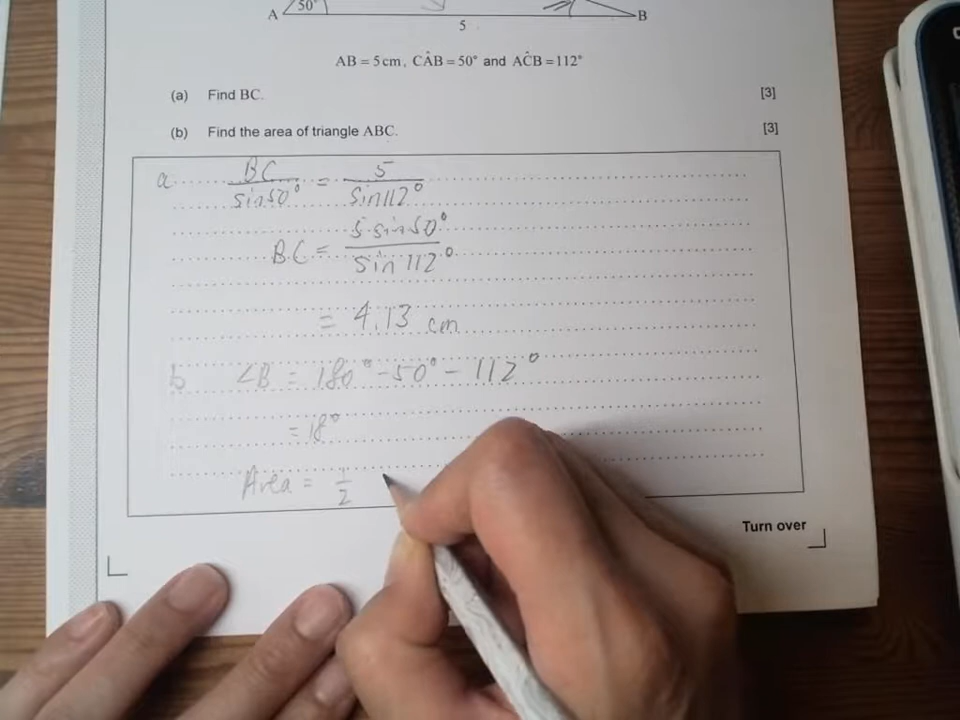 50°
A
B
5
AB = 5 cm, CÂB = 50° and AĈB = 112°
(a) Find BC. [3]
(b) Find the area of triangle ABC. [3]
a BC/sin50° = 5/sin112°
BC = 5 sin50°/sin112°
= 4.13 cm
b ∠B = 180° - 50° - 112°
= 18°
Area = 1/2
Turn over